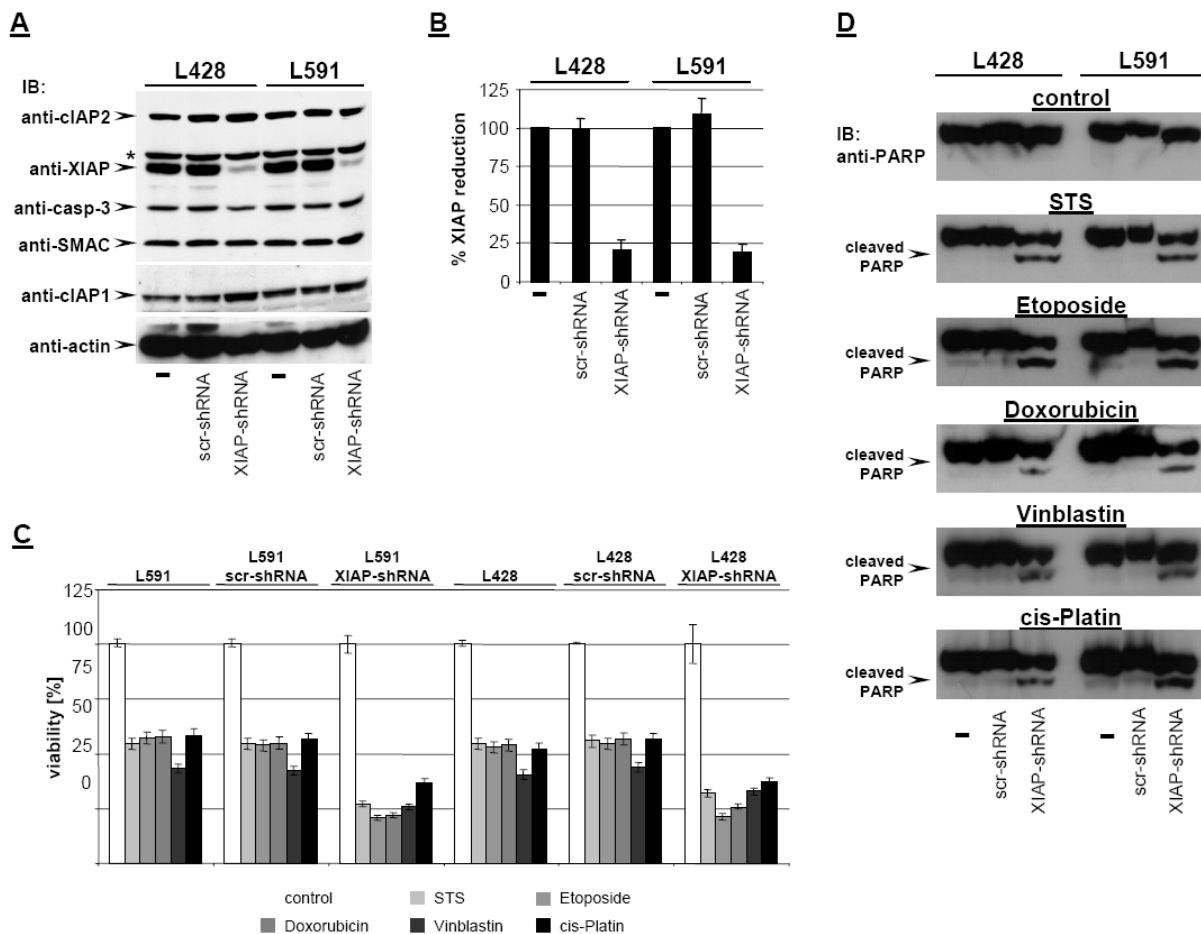 A
L428 L591
IB:
anti-cIAP2
*
anti-XIAP
anti-casp-3
anti-SMAC
anti-cIAP1
anti-actin
- scr-shRNA XIAP-shRNA - scr-shRNA XIAP-shRNA
B
L428 L591
% XIAP reduction
125
100
75
50
25
0
- scr-shRNA XIAP-shRNA - scr-shRNA XIAP-shRNA
C
L591
L591
scr-shRNA
L591
XIAP-shRNA
L428
L428
scr-shRNA
L428
XIAP-shRNA
viability [%]
125
100
75
50
25
0
control STS Etoposide
Doxorubicin Vinblastin cis-Platin
D
L428 L591
control
IB:
anti-PARP
STS
cleaved
PARP
Etoposide
cleaved
PARP
Doxorubicin
cleaved
PARP
Vinblastin
cleaved
PARP
cis-Platin
cleaved
PARP
- scr-shRNA XIAP-shRNA - scr-shRNA XIAP-shRNA